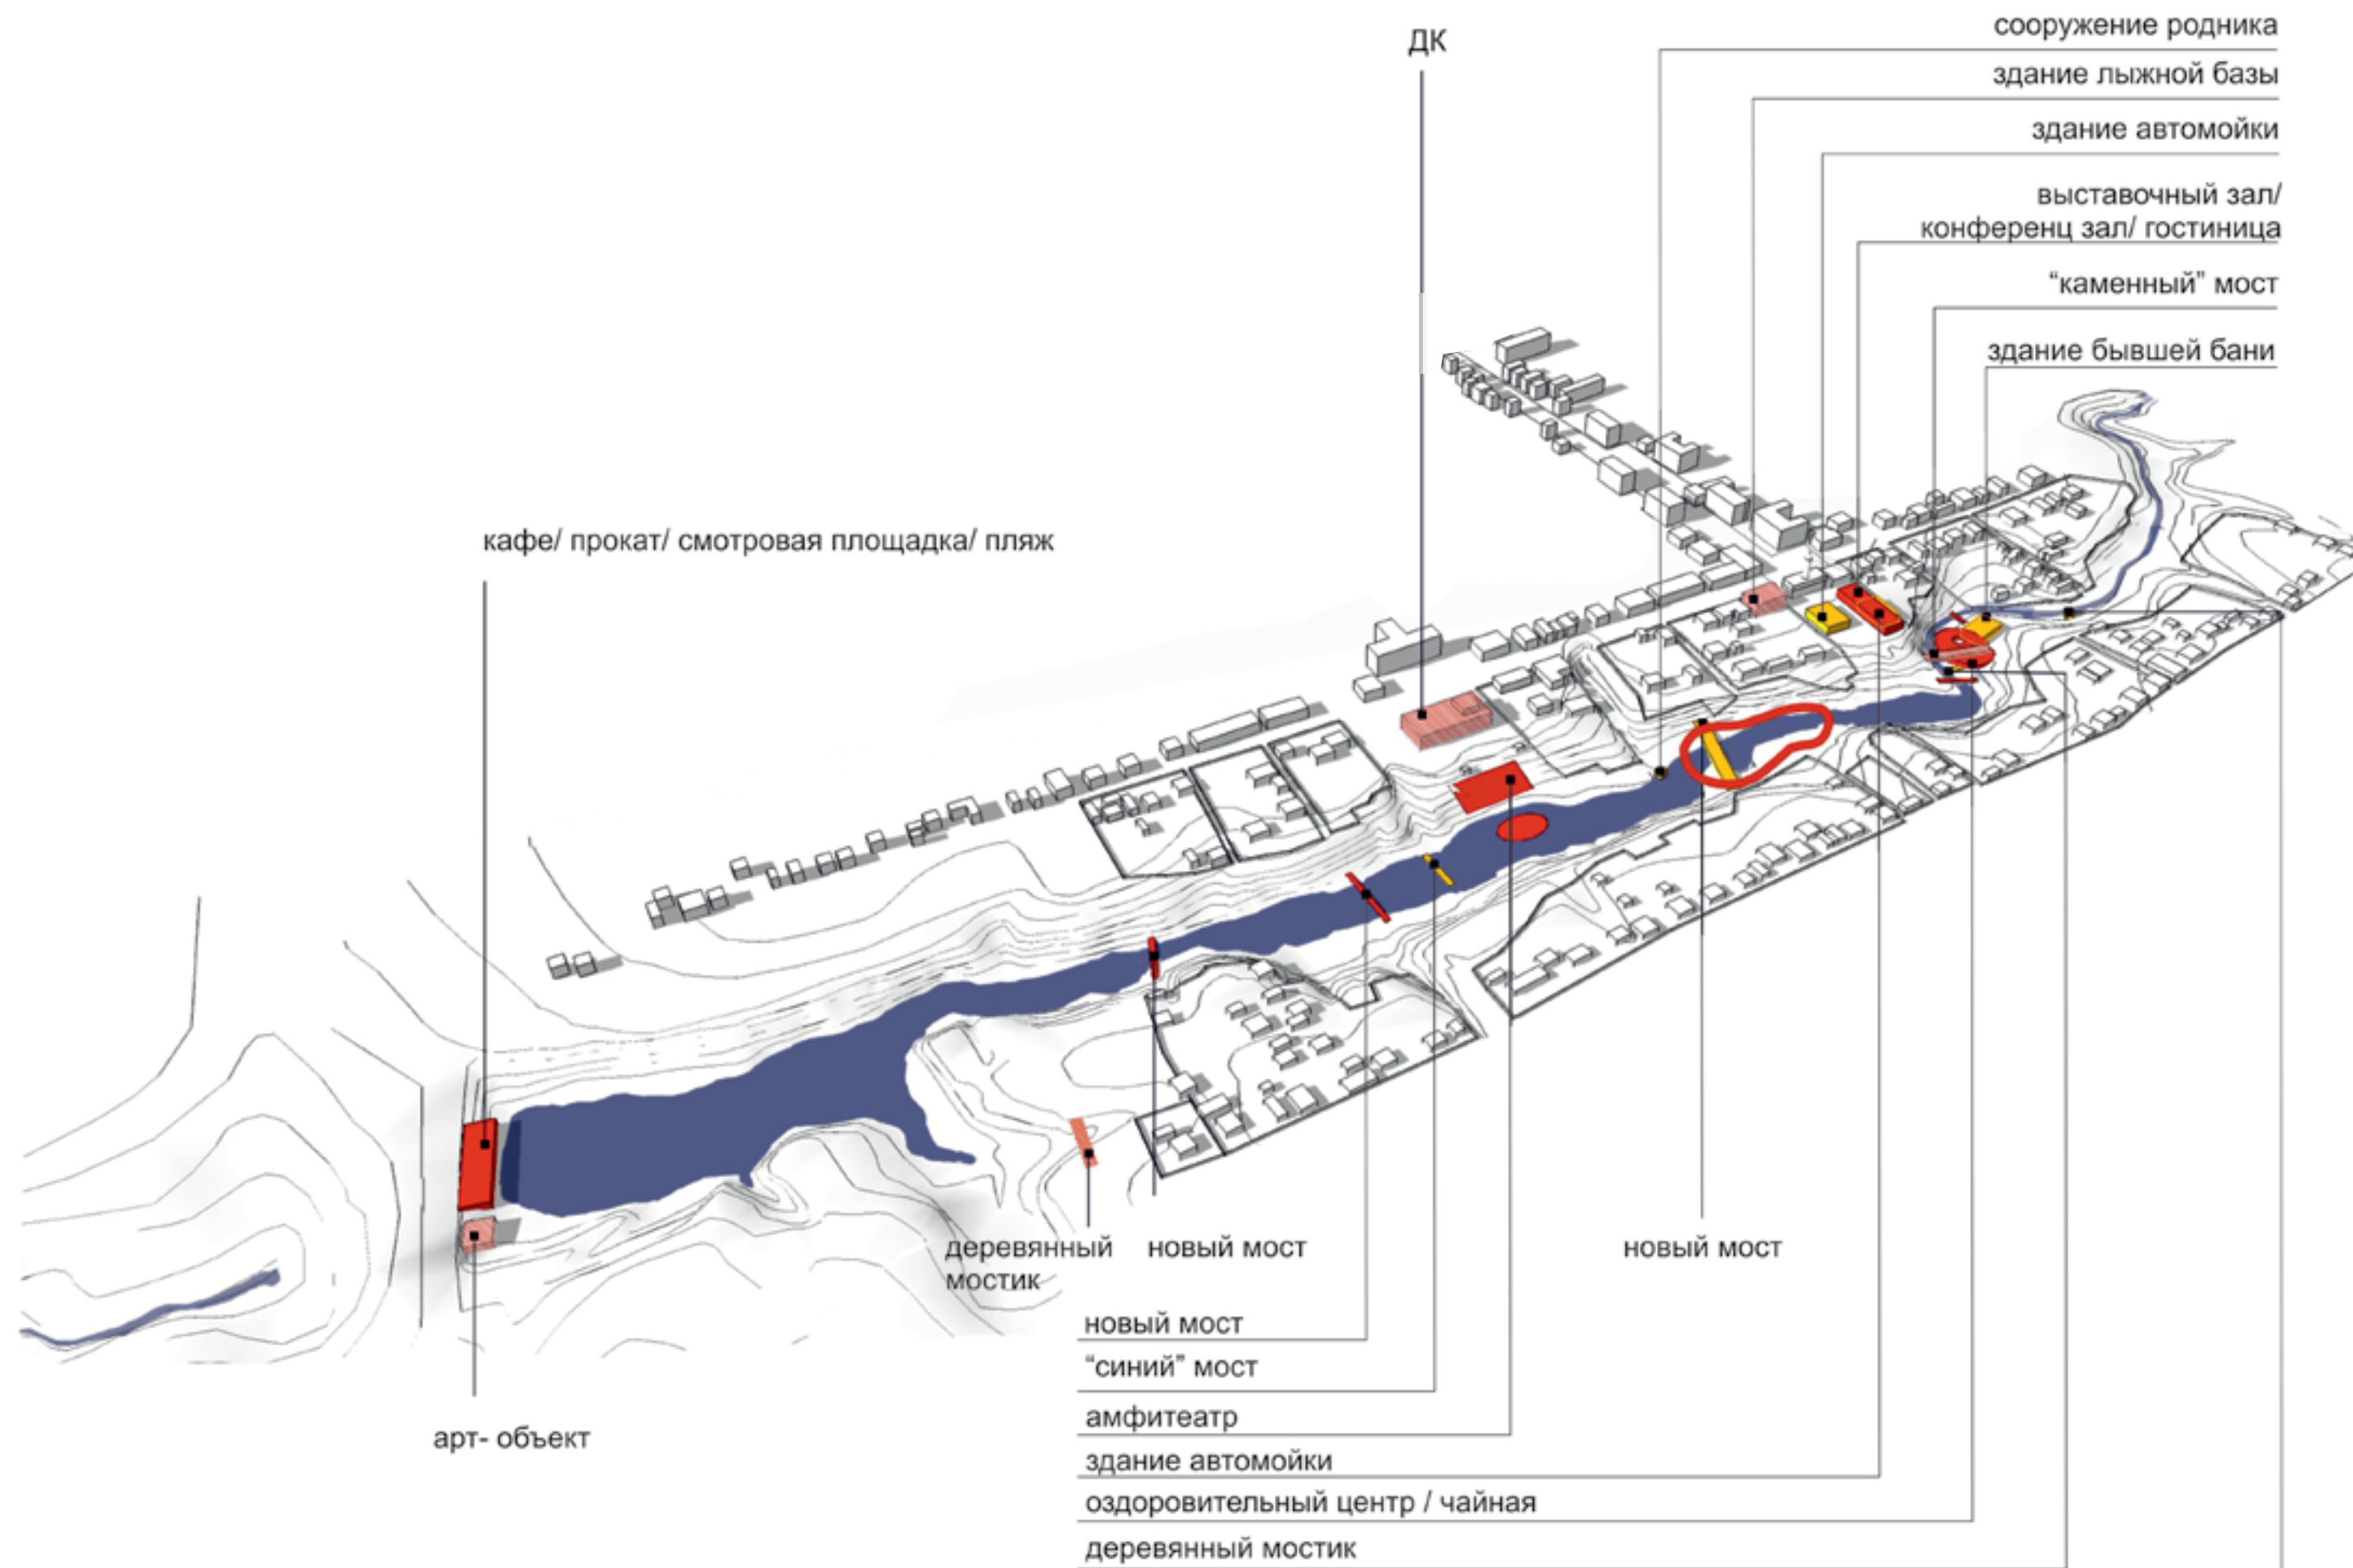 сооружение родника
ДК
здание лыжной базы
здание автомойки
выставочный зал/
конференц зал/ гостиница
“каменный” мост
здание бывшей бани
кафе/ прокат/ смотровая площадка/ пляж
деревянный
мостик
новый мост
новый мост
новый мост
“синий” мост
амфитеатр
арт- объект
здание автомойки
оздоровительный центр / чайная
деревянный мостик